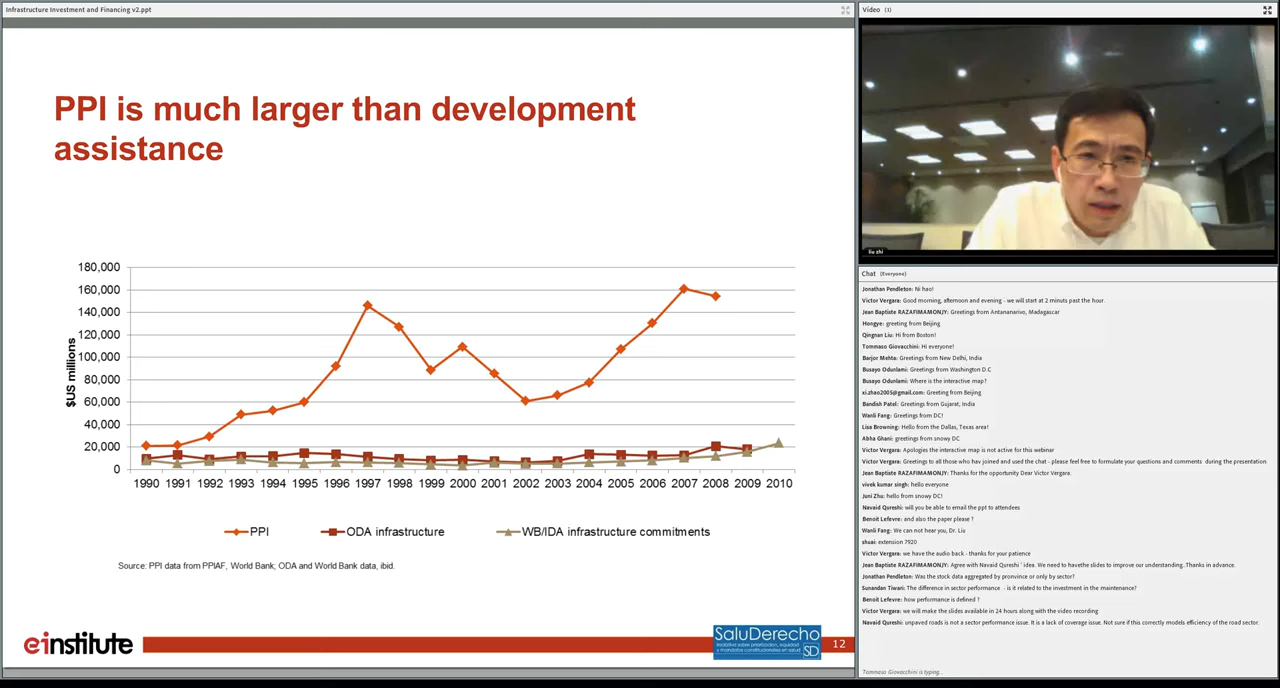 Infrastructure Investment and Financing v2.ppt
PPI is much larger than development
assistance
$US millions
180,000
160,000
140,000
120,000
100,000
80,000
60,000
40,000
20,000
0
1990 1991 1992 1993 1994 1995 1996 1997 1998 1999 2000 2001 2002 2003 2004 2005 2006 2007 2008 2009 2010
PPI ODA infrastructure WB/IDA infrastructure commitments
Source: PPI data from PPIAF, World Bank; ODA and World Bank data, ibid.
einstitute
SaluDerecho
SD
12
Video (1)
liu zhi
Chat (Everyone)
Jonathan Pendleton: Ni hao!
Victor Vergara: Good morning, afternoon and evening - we will start at 2 minuts past the hour.
Jean Baptiste RAZAFIMAMONJY: Greetings from Antananarivo, Madagascar
Hongye: greeting from Beijing
Qingnan Liu: Hi from Boston!
Tommaso Giovacchini: Hi everyone!
Barjor Mehta: Greetings from New Delhi, India
Busayo Odunlami: Greetings from Washington D.C
Busayo Odunlami: Where is the interactive map?
xi.zhao2005@gmail.com: Greeting from Beijing
Bandish Patel: Greetings from Gujarat, India
Wanli Fang: Greetings from DC!
Lisa Browning: Hello from the Dallas, Texas area!
Abha Ghani: greetings from snowy DC
Victor Vergara: Apologies the interactive map is not active for this webinar
Victor Vergara: Greetings to all those who hav joined and used the chat - please feel free to formulate your questions and comments during the presentation
Jean Baptiste RAZAFIMAMONJY: Thanks for the opportunity Dear Victor Vergara.
vivek kumar singh: hello everyone
Juni Zhu: hello from snowy DC!
Navaid Qureshi: will you be able to email the ppt to attendees
Benoit Lefevre: and also the paper please ?
Wanli Fang: We can not hear you, Dr. Liu
shuai: extension 7920
Victor Vergara: we have the audio back - thanks for your patience
Jean Baptiste RAZAFIMAMONJY: Agree with Navaid Qureshi ' idea. We need to havethe slides to improve our understanding..Thanks in advance.
Jonathan Pendleton: Was the stock data aggregated by pronvince or only by sector?
Sunandan Tiwari: The difference in sector performance - is it related to the investment in the maintenance?
Benoit Lefevre: how performance is defined ?
Victor Vergara: we will make the slides available in 24 hours along with the video recording
Navaid Qureshi: unpaved roads is not a sector performance issue. It is a lack of coverage issue. Not sure if this correctly models efficiency of the road sector.
Tommaso Giovacchini is typing...